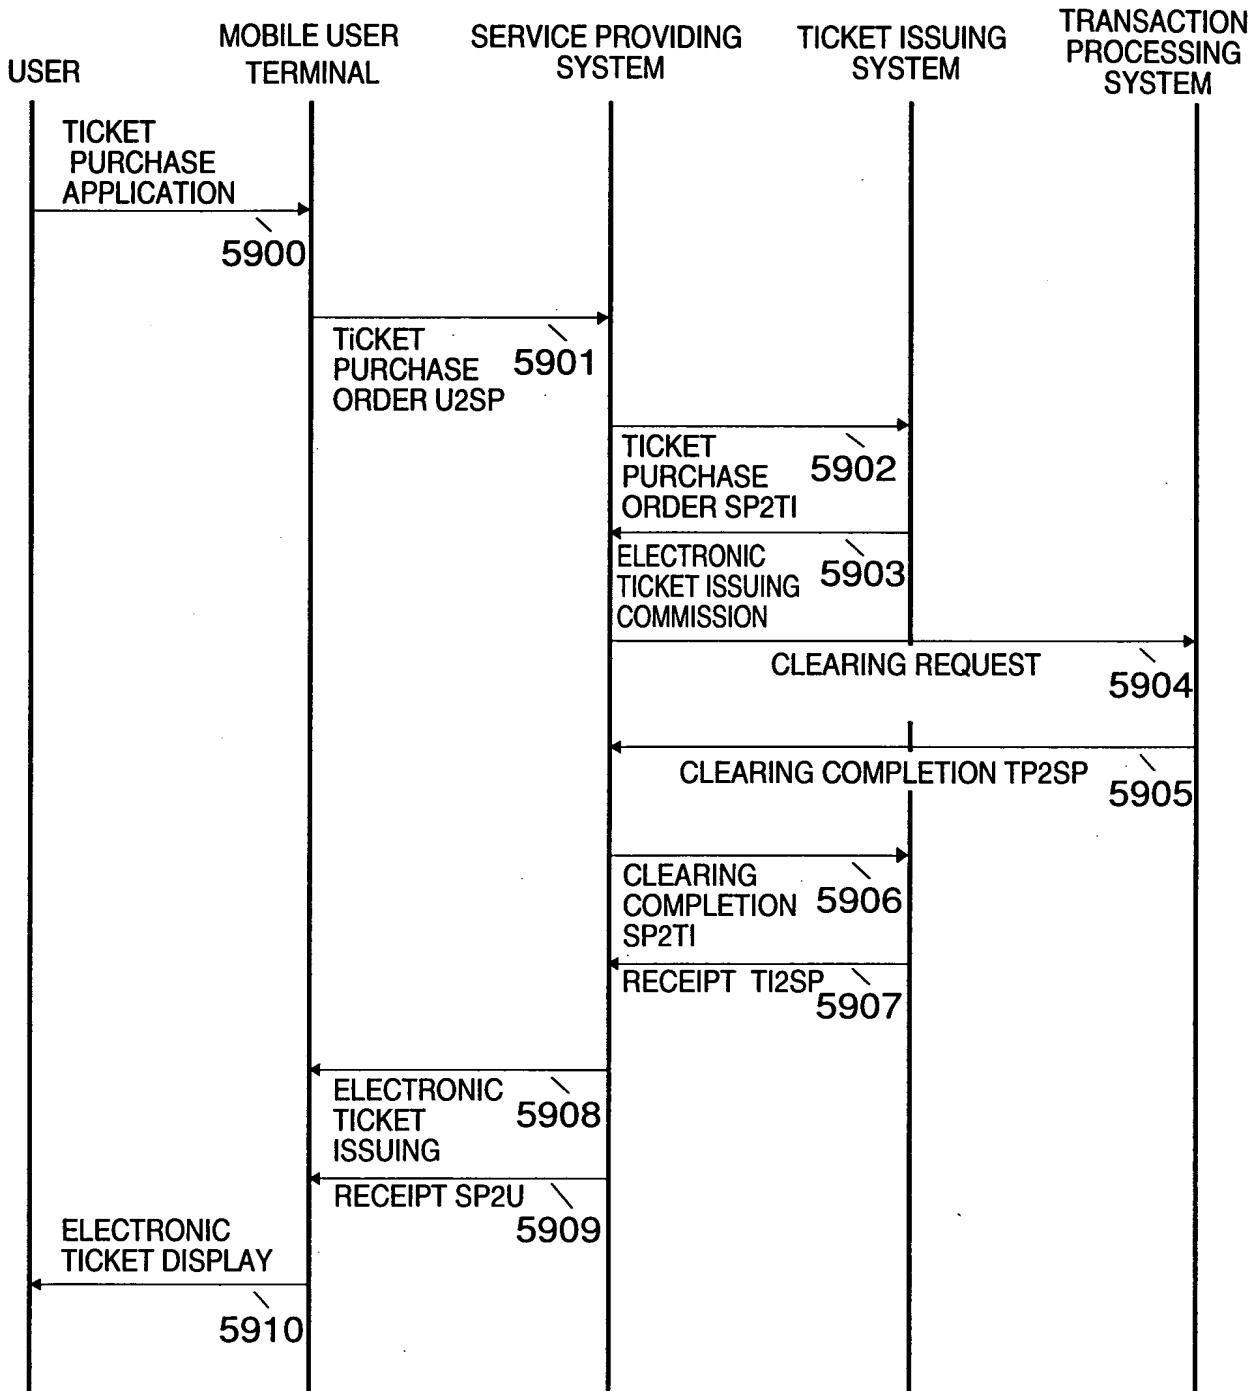 USER
MOBILE USER
TERMINAL
SERVICE PROVIDING
SYSTEM
TICKET ISSUING
SYSTEM
TRANSACTION
PROCESSING
SYSTEM
TICKET
PURCHASE
APPLICATION
5900
TiCKET
PURCHASE
ORDER U2SP
5901
TICKET
PURCHASE
ORDER SP2TI
5902
ELECTRONIC
TICKET ISSUING
COMMISSION
5903
CLEARING REQUEST
5904
CLEARING COMPLETION TP2SP
5905
CLEARING
COMPLETION
SP2TI
5906
RECEIPT TI2SP
5907
ELECTRONIC
TICKET
ISSUING
5908
RECEIPT SP2U
5909
ELECTRONIC
TICKET DISPLAY
5910